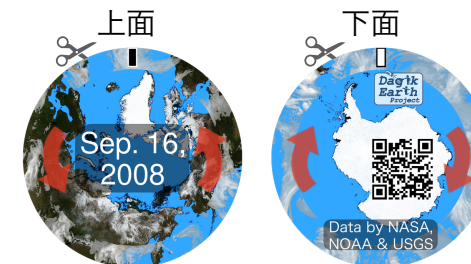 上面
下面
Dagik
Earth
Project
Sep. 16,
2008
Data by NASA,
NOAA & USGS